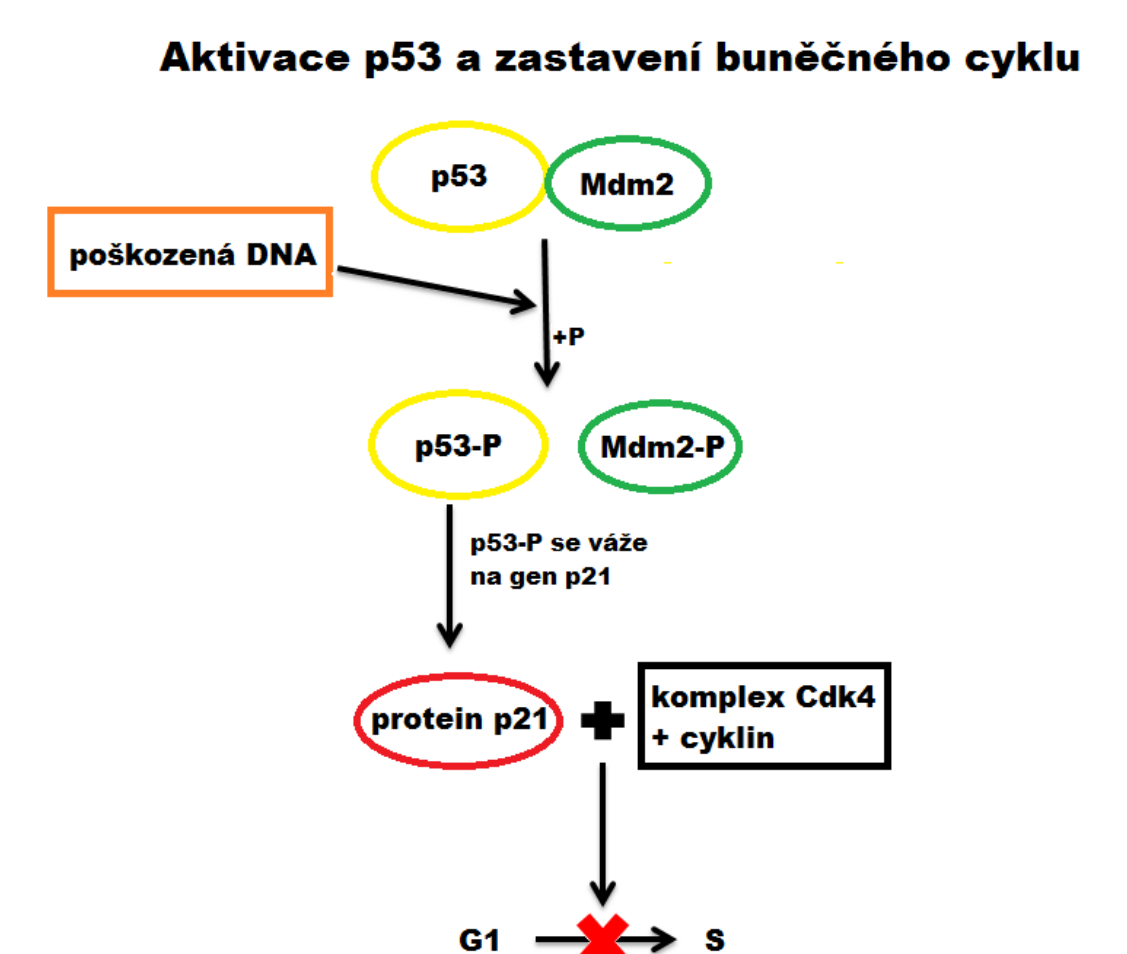 Aktivace p53 a zastavení buněčného cyklu
p53
Mdm2
poškozená DNA
+P
p53-P
Mdm2-P
p53-P se váže
na gen p21
protein p21
komplex Cdk4
+ cyklin
G1
S